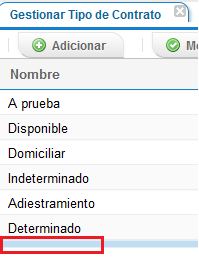 Gestionar Tipo de Contrato
Adicionar
Nombre
A prueba
Disponible
Domiciliar
Indeterminado
Adiestramiento
Determinado